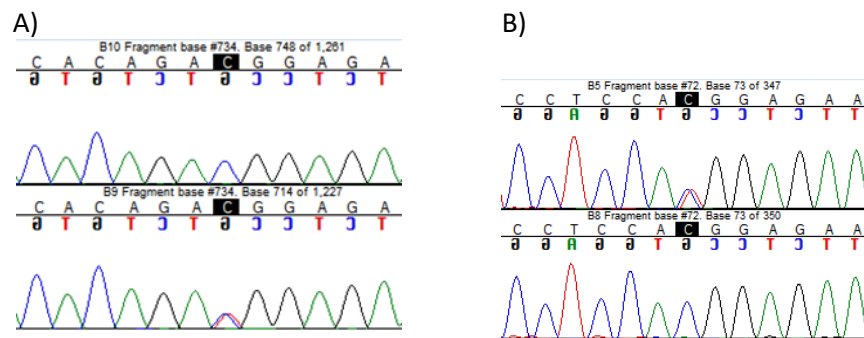 A)
B10 Fragment base #734. Base 748 of 1,261
C A C A G A C G G A G A
G T G T C T G C C T C T
B9 Fragment base #734. Base 714 of 1,227
C A C A G A C G G A G A
G T G T C T G C C T C T
B)
B5 Fragment base #72. Base 73 of 347
C C T C C A C G G A G A A
G G A G G T G C C T C T T
B8 Fragment base #72. Base 73 of 350
C C T C C A C G G A G A A
G G A G G T G C C T C T T